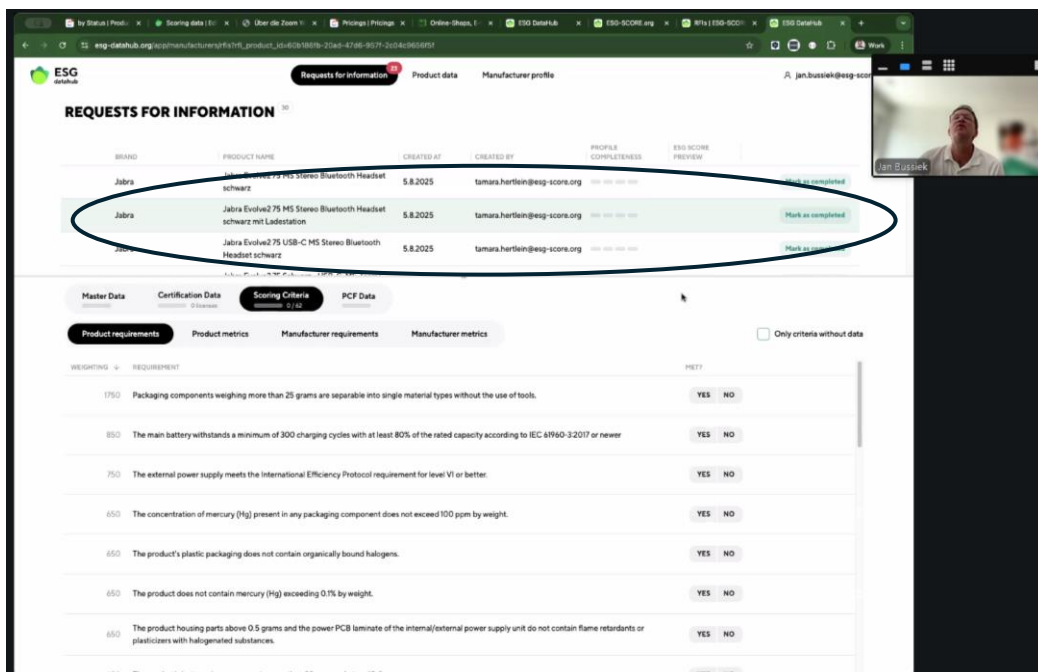 by Status | Produ
Scoring data | Ed
Über die Zoom
Pricings | Pricings
Online-Shops, E
ESG DataHub
ESG-SCORE.org
RFIs | ESG-SCO
ESG DataHub
Work
ESG
datahub
Requests for information
Product data
Manufacturer profile
jan.bussiek@esg-scor
Jan Bussiek
REQUESTS FOR INFORMATION 30
BRAND PRODUCT NAME CREATED AT CREATED BY PROFILE COMPLETENESS ESG SCORE PREVIEW
Jabra Jabra Evolve2 75 MS Stereo Bluetooth Headset 5.8.2025 tamara.hertlein@esg-score.org Mark as completed
schwarz
Jabra Jabra Evolve2 75 MS Stereo Bluetooth Headset 5.8.2025 tamara.hertlein@esg-score.org Mark as completed
schwarz mit Ladestation
Jabra Jabra Evolve2 75 USB-C MS Stereo Bluetooth 5.8.2025 tamara.hertlein@esg-score.org Mark as completed
Headset schwarz
Master Data Certification Data Scoring Criteria PCF Data
0 licenses 0 / 62
Product requirements Product metrics Manufacturer requirements Manufacturer metrics Only criteria without data
WEIGHTING REQUIREMENT MET?
1750 Packaging components weighing more than 25 grams are separable into single material types without the use of tools. YES NO
850 The main battery withstands a minimum of 300 charging cycles with at least 80% of the rated capacity according to IEC 61960-3:2017 or newer YES NO
750 The external power supply meets the International Efficiency Protocol requirement for level VI or better. YES NO
650 The concentration of mercury (Hg) present in any packaging component does not exceed 100 ppm by weight. YES NO
650 The product's plastic packaging does not contain organically bound halogens. YES NO
650 The product does not contain mercury (Hg) exceeding 0.1% by weight. YES NO
650 The product housing parts above 0.5 grams and the power PCB laminate of the internal/external power supply unit do not contain flame retardants or YES NO
plasticizers with halogenated substances.